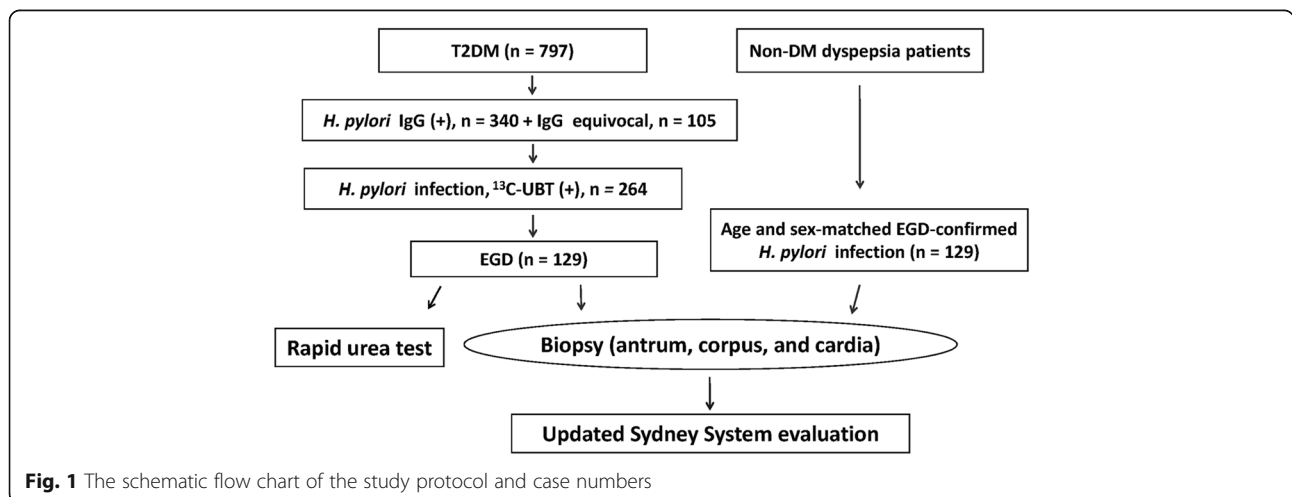 T2DM (n = 797)
Non-DM dyspepsia patients
H. pylori IgG (+), n = 340 + IgG equivocal, n = 105
H. pylori infection, ¹³C-UBT (+), n = 264
Age and sex-matched EGD-confirmed
H. pylori infection (n = 129)
EGD (n = 129)
Rapid urea test
Biopsy (antrum, corpus, and cardia)
Updated Sydney System evaluation
Fig. 1 The schematic flow chart of the study protocol and case numbers